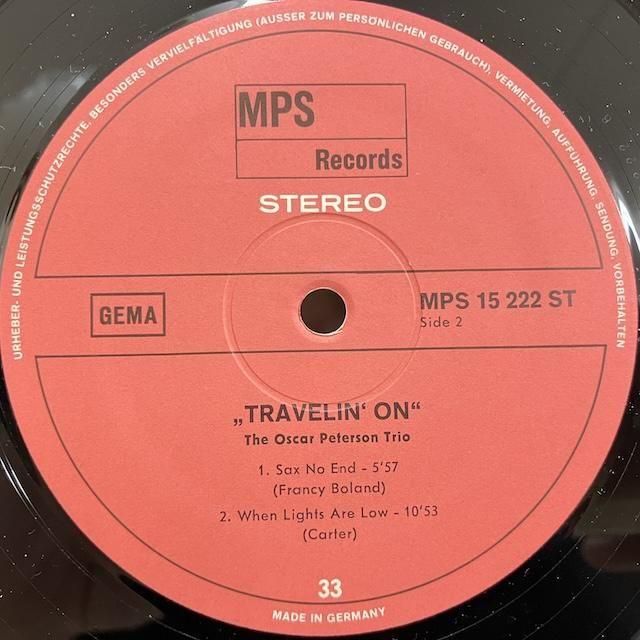 URHEBER- UND LEISTUNGSSCHUTZRECHTE, BESONDERS VERVIELFÄLTIGUNG (AUSSER ZUM PERSÖNLICHEN GEBRAUCH), VERMIETUNG, AUFFÜHRUNG, SENDUNG, VORBEHALTEN
MPS
Records
STEREO
GEMA
MPS 15 222 ST
Side 2
„TRAVELIN‘ ON“
The Oscar Peterson Trio
1. Sax No End - 5'57
(Francy Boland)
2. When Lights Are Low - 10'53
(Carter)
33
MADE IN GERMANY